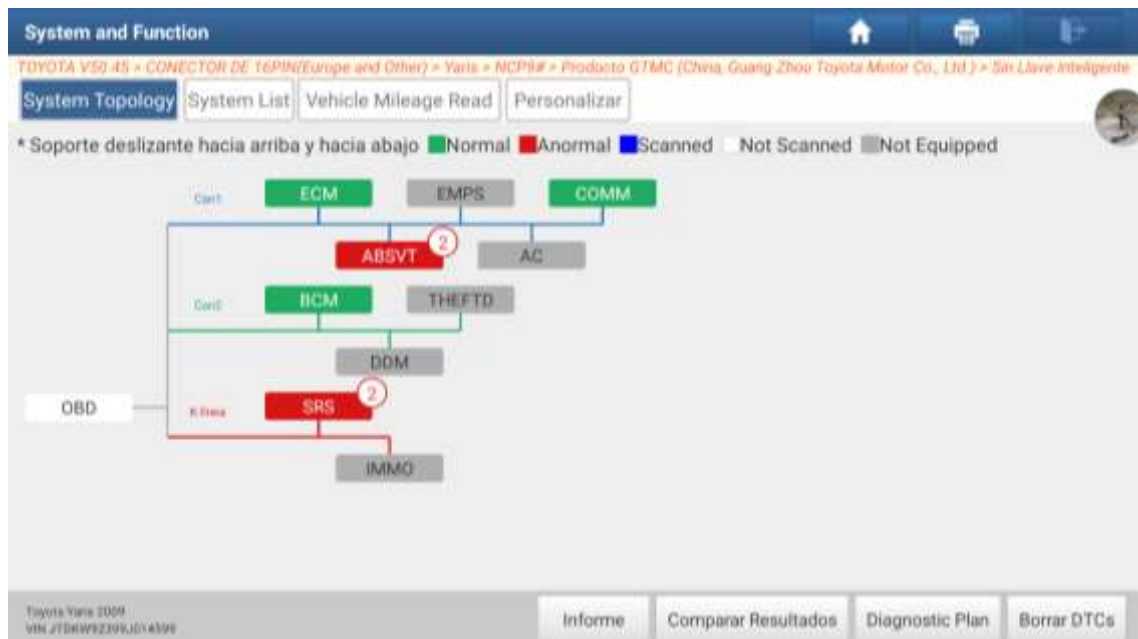 System and Function
TOYOTA V50.45 > CONECTOR DE 16PIN(Europe and Other) > Yaris > NCP9# > Producto GTMC (China, Guang Zhou Toyota Motor Co., Ltd.) > Sin Llave Inteligente
System Topology System List Vehicle Mileage Read Personalizar
* Soporte deslizante hacia arriba y hacia abajo Normal Anormal Scanned Not Scanned Not Equipped
Can1 ECM EMPS COMM
ABSVT 2 AC
BCM THEFTD
DDM
OBD SRS 2
IMMO
Toyota Yaris 2009
Informe Comparar Resultados Diagnostic Plan Borrar DTCs